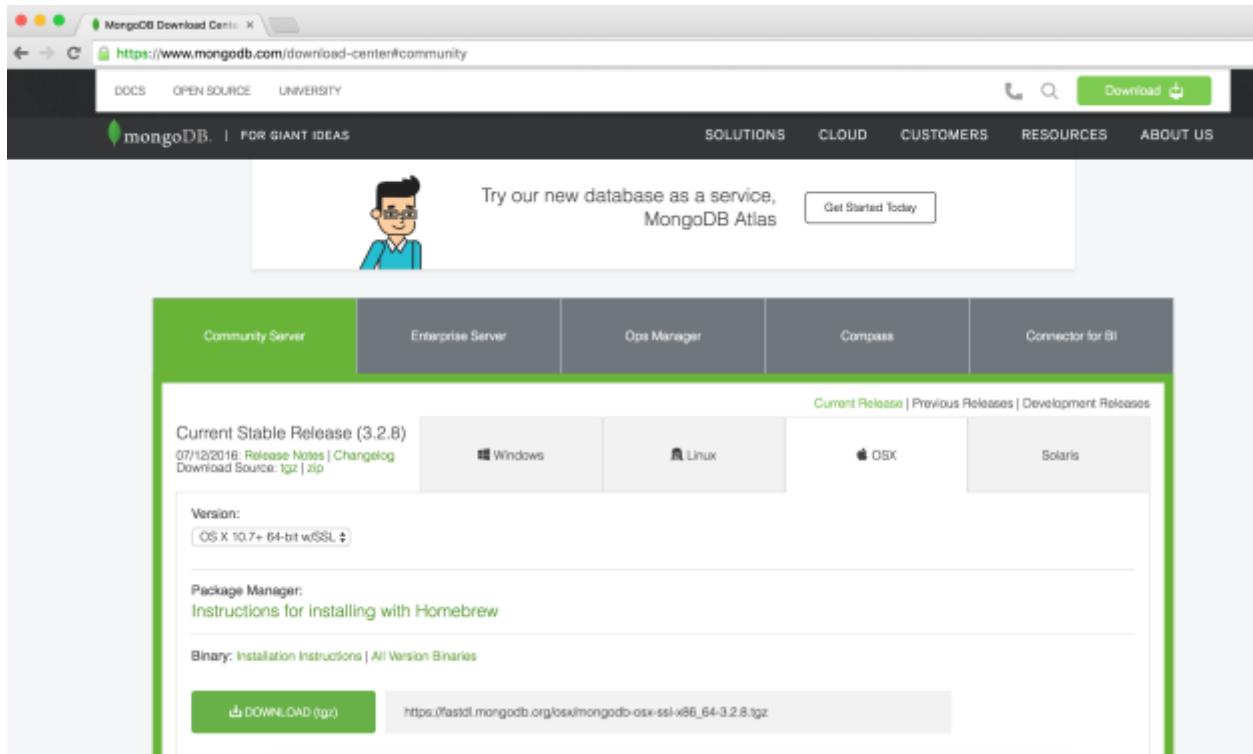 MongoDB Download Cente
https://www.mongodb.com/download-center#community
DOCS OPEN SOURCE UNIVERSITY Download
mongoDB. | FOR GIANT IDEAS SOLUTIONS CLOUD CUSTOMERS RESOURCES ABOUT US
Try our new database as a service,
MongoDB Atlas
Get Started Today
Community Server Enterprise Server Ops Manager Compass Connector for BI
Current Release | Previous Releases | Development Releases
Current Stable Release (3.2.8)
07/12/2016: Release Notes | Changelog
Download Source: tgz | zip
Windows Linux OSX Solaris
Version:
OS X 10.7+ 64-bit w/SSL
Package Manager:
Instructions for installing with Homebrew
Binary: Installation Instructions | All Version Binaries
DOWNLOAD (tgz) https://fastdl.mongodb.org/osx/mongodb-osx-ssl-x86_64-3.2.8.tgz